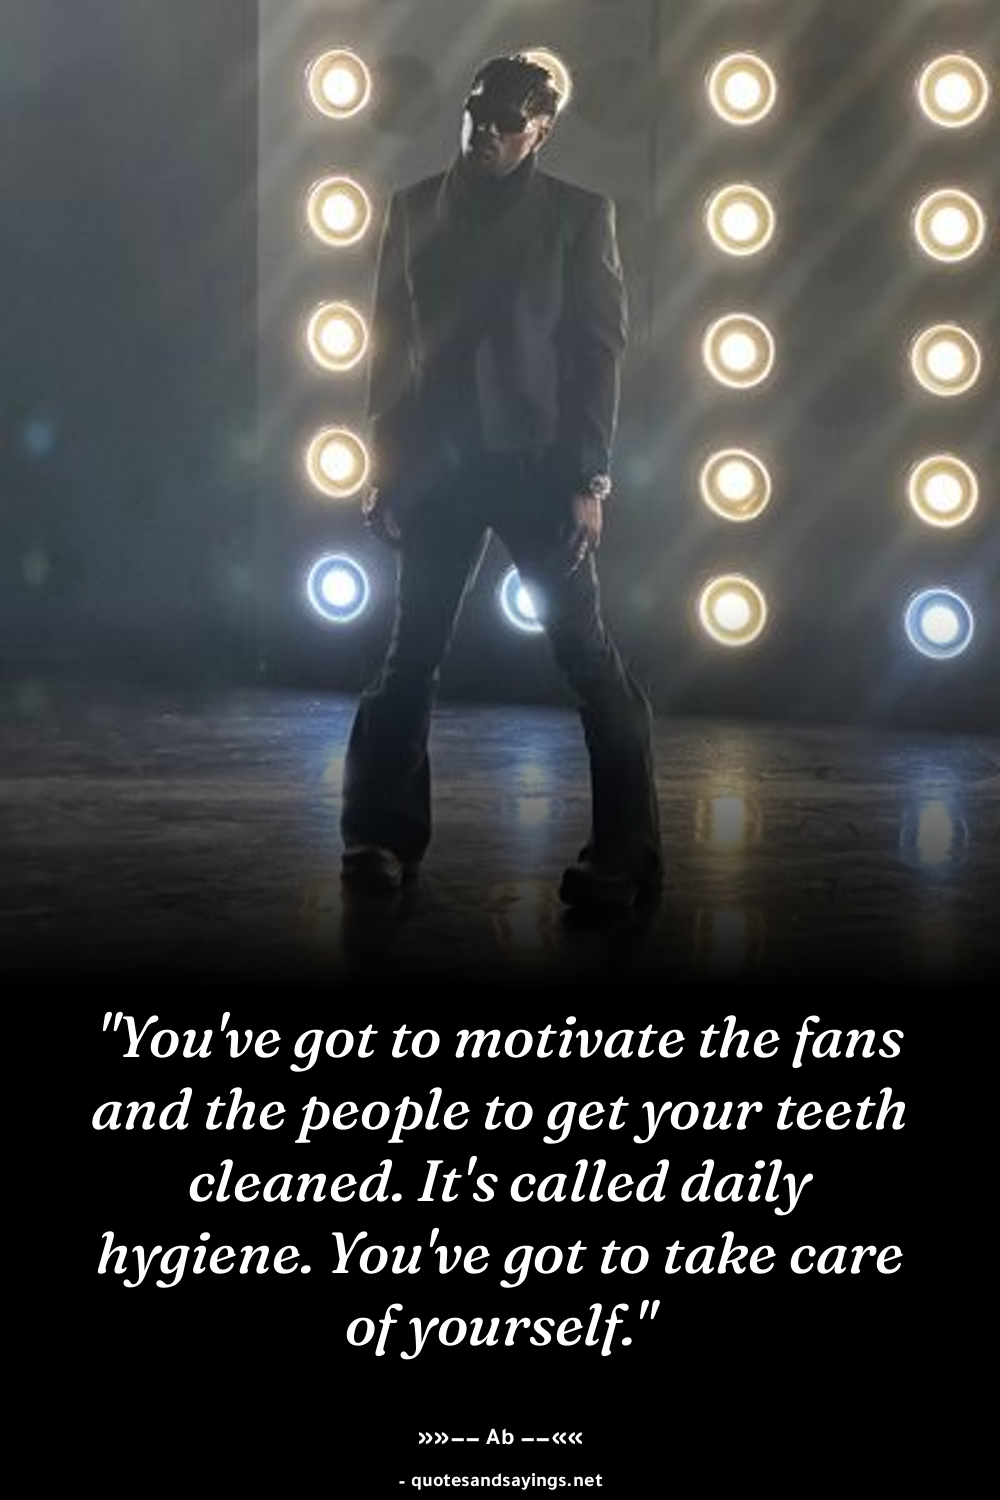 "You've got to motivate the fans
and the people to get your teeth
cleaned. It's called daily
hygiene. You've got to take care
of yourself."
»»–– Ab ––««
- quotesandsayings.net